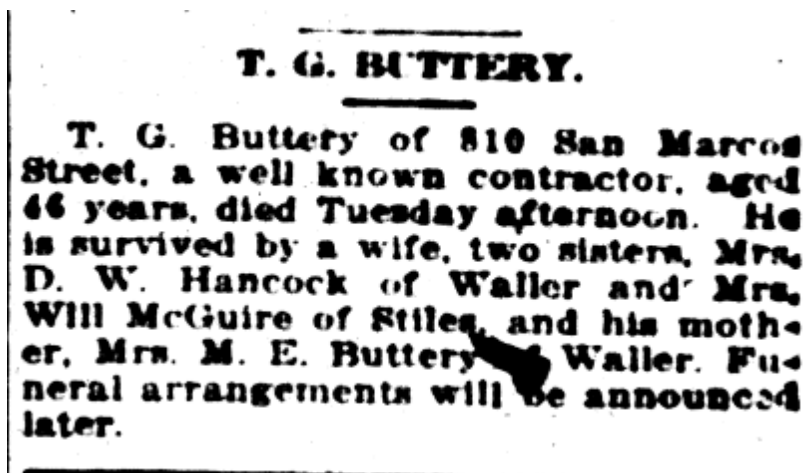 T. G. BUTTERY.
T. G. Buttery of 810 San Marcos
Street, a well known contractor, aged
46 years, died Tuesday afternoon. He
is survived by a wife, two sisters, Mrs.
D. W. Hancock of Waller and Mrs.
Will McGuire of Stiles, and his moth-
er, Mrs. M. E. Buttery Waller. Fu-
neral arrangements will be announced
later.